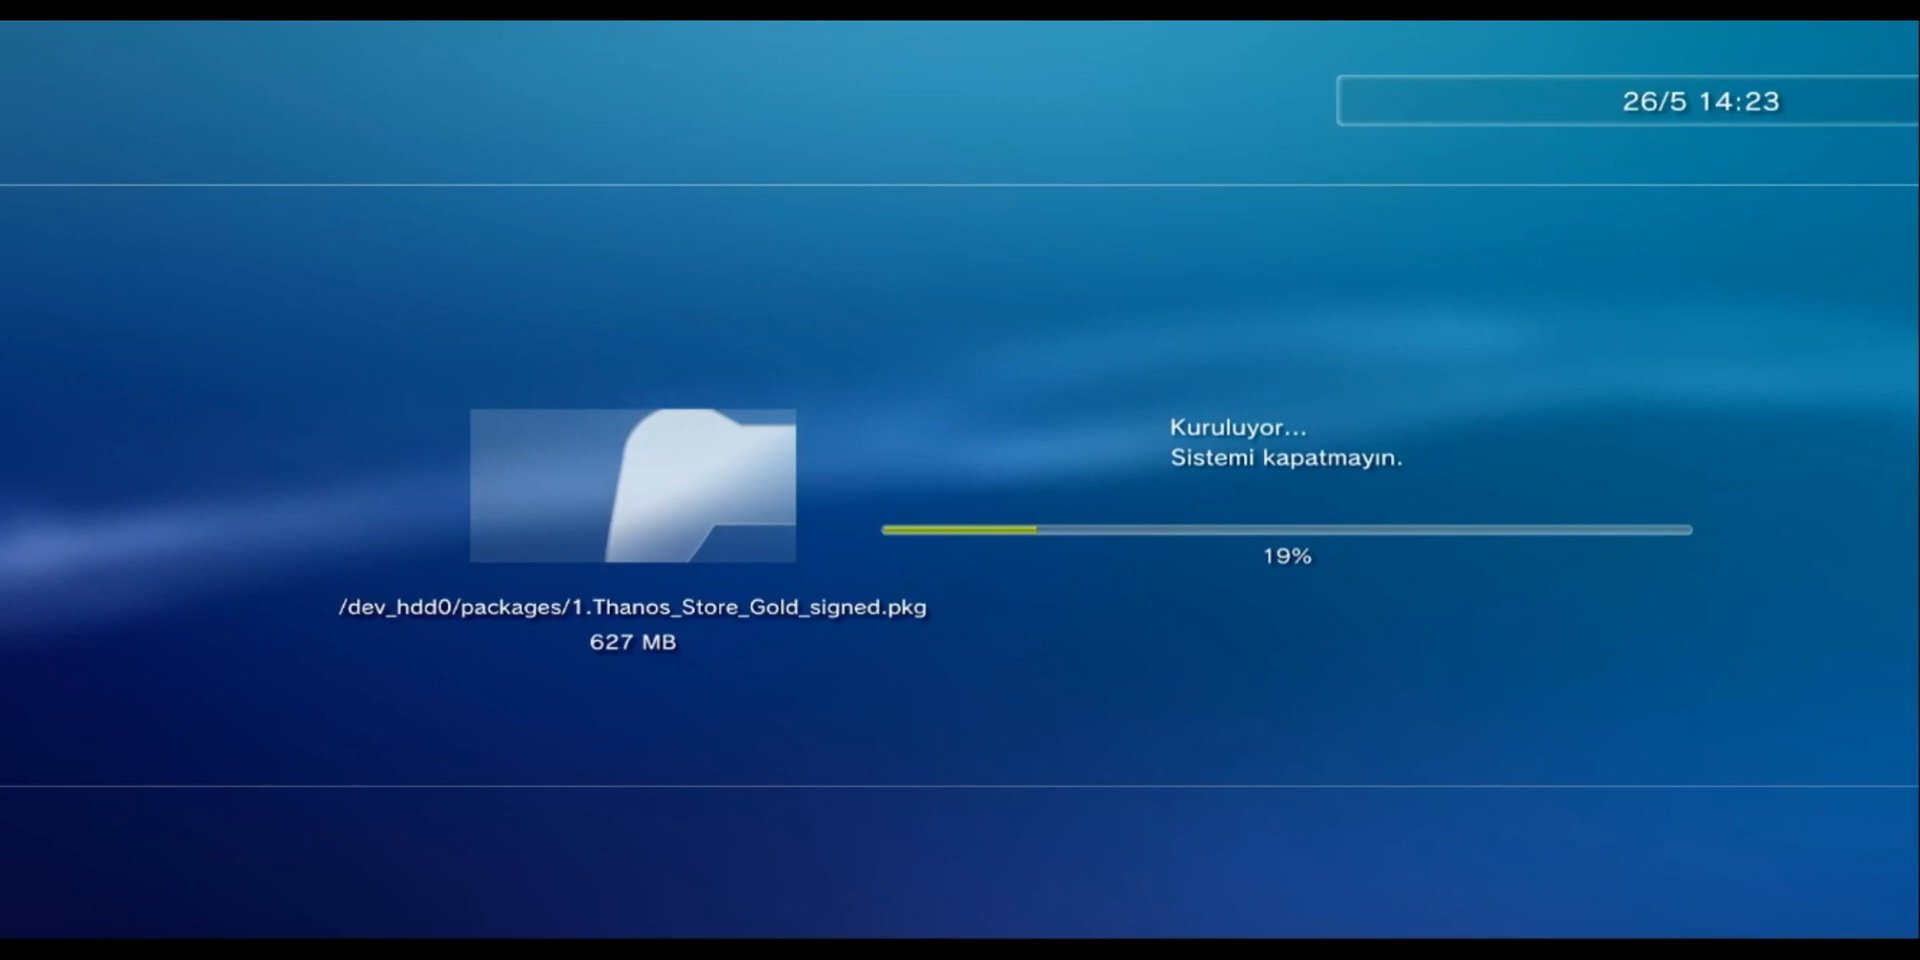 26/5 14:23
Kuruluyor...
Sistemi kapatmayın.
19%
/dev_hdd0/packages/1.Thanos_Store_Gold_signed.pkg
627 MB